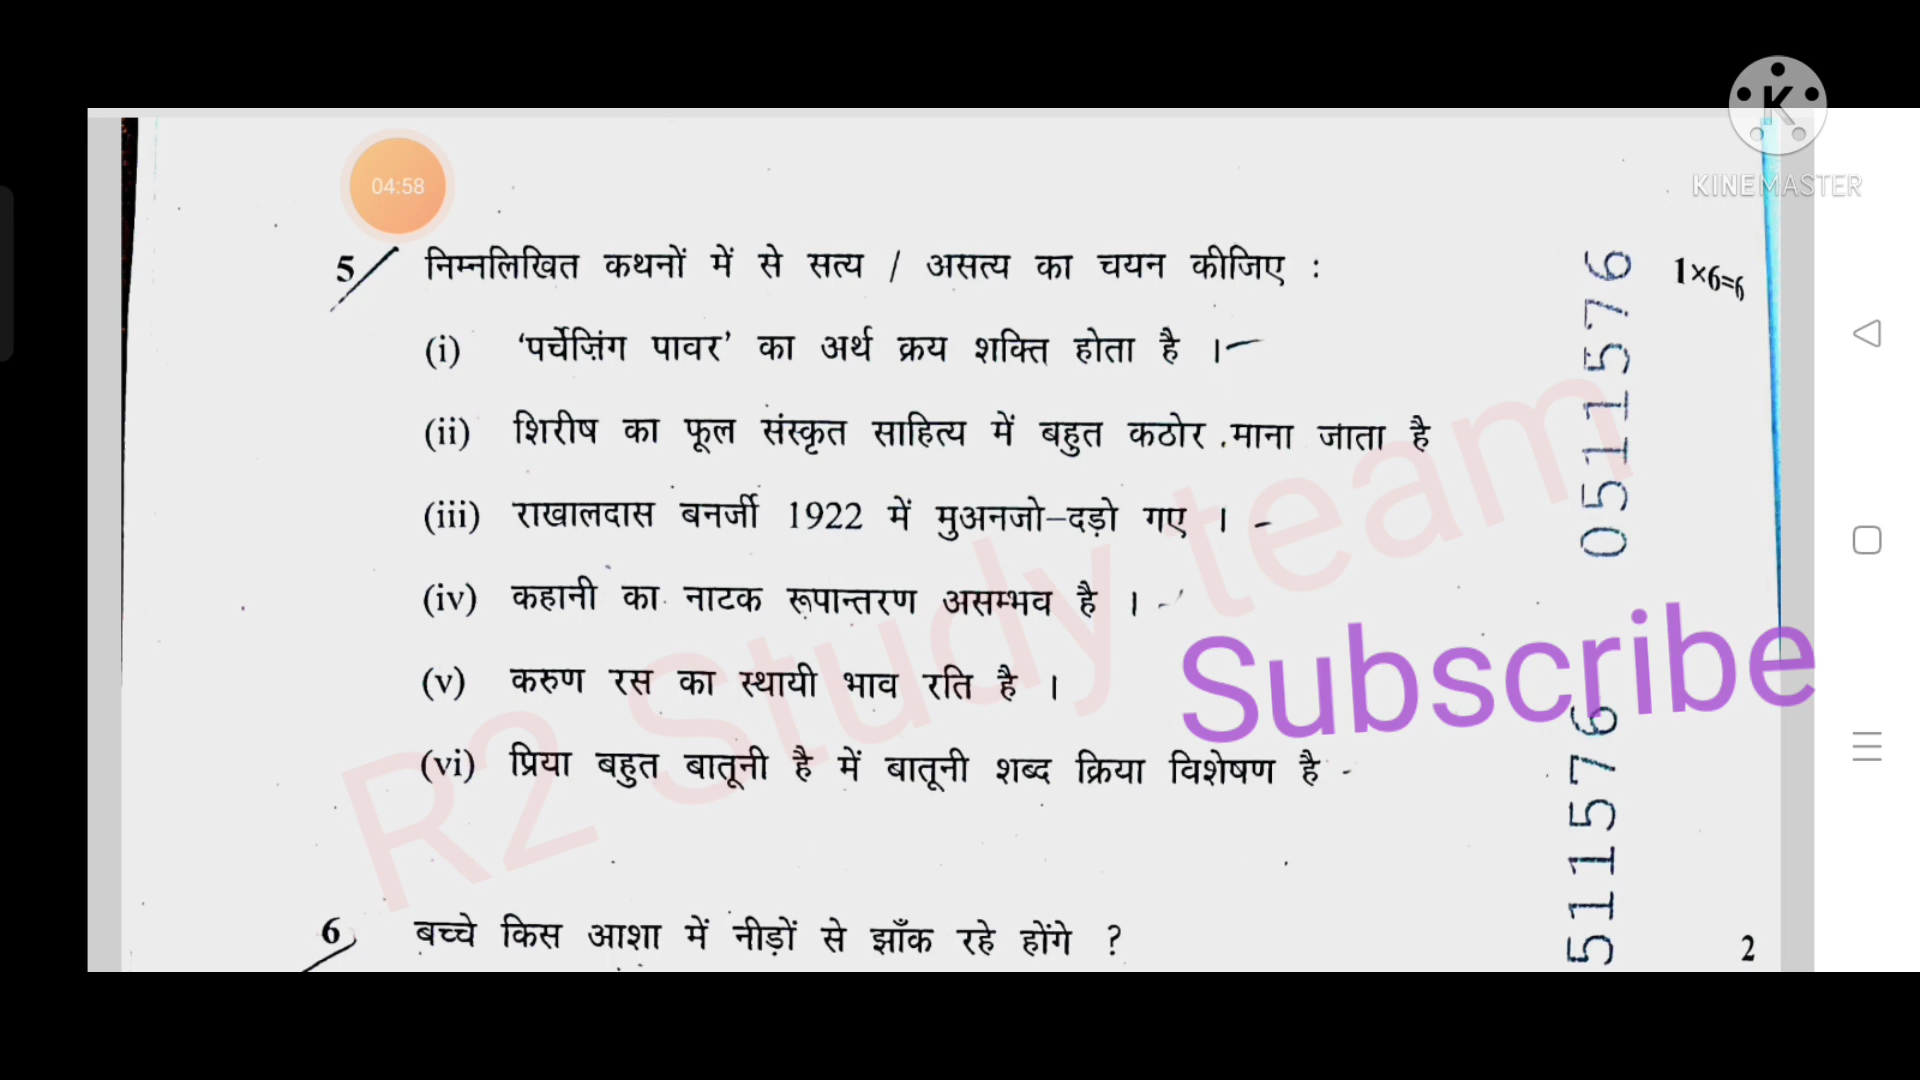 04:58
KINEMASTER
5 निम्नलिखित कथनों में से सत्य / असत्य का चयन कीजिए : 1×6=6
(i) 'पर्चेज़िंग पावर' का अर्थ क्रय शक्ति होता है ।
(ii) शिरीष का फूल संस्कृत साहित्य में बहुत कठोर माना जाता है
(iii) राखालदास बनर्जी 1922 में मुअनजो-दड़ो गए ।
(iv) कहानी का नाटक रूपान्तरण असम्भव है ।
(v) करुण रस का स्थायी भाव रति है ।
(vi) प्रिया बहुत बातूनी है में बातूनी शब्द क्रिया विशेषण है
6 बच्चे किस आशा में नीड़ों से झाँक रहे होंगे ? 2
R2 Study team
Subscribe
0511576
511576